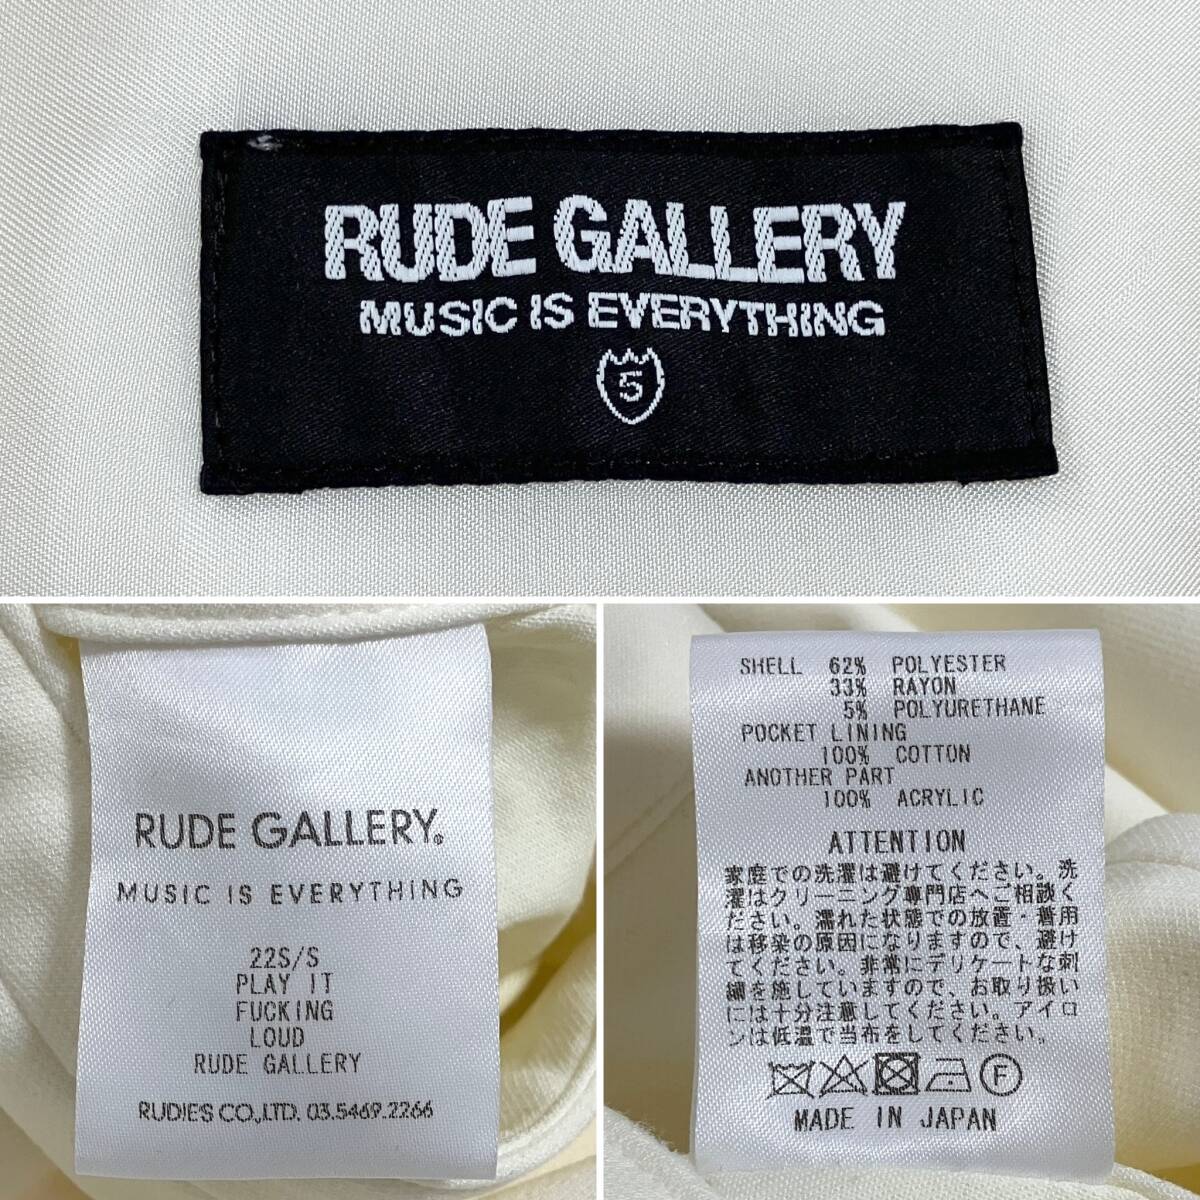 RUDE GALLERY
MUSIC IS EVERYTHING
5
RUDE GALLERY.
MUSIC IS EVERYTHING
22S/S
PLAY IT
FUCKING
LOUD
RUDE GALLERY
RUDIE'S CO.,LTD. 03.5469.2266
SHELL 62% POLYESTER
33% RAYON
5% POLYURETHANE
POCKET LINING
100% COTTON
ANOTHER PART
100% ACRYLIC
ATTENTION
家庭での洗濯は避けてください。洗
濯はクリーニング専門店へご相談く
ださい。濡れた状態での放置・着用
は移染の原因になりますので、避け
てください。非常にデリケートな刺
繍を施していますので、お取り扱い
には十分注意してください。アイロ
ンは低温で当布をしてください。
F
MADE IN JAPAN